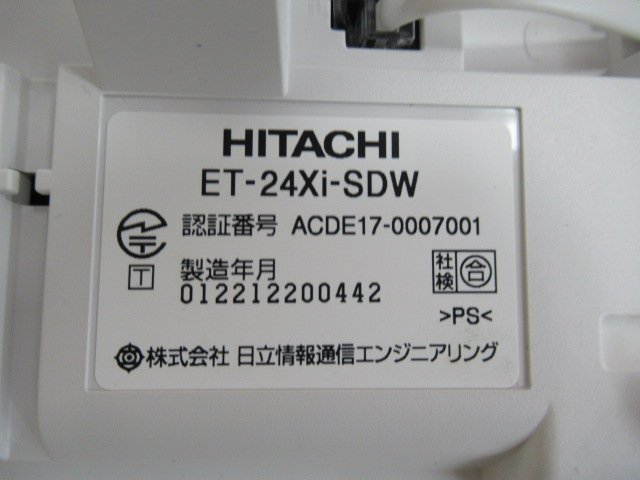 HITACHI
ET-24Xi-SDW
認証番号 ACDE17-0007001
T
製造年月
012212200442
社検 合
>PS<
株式会社 日立情報通信エンジニアリング